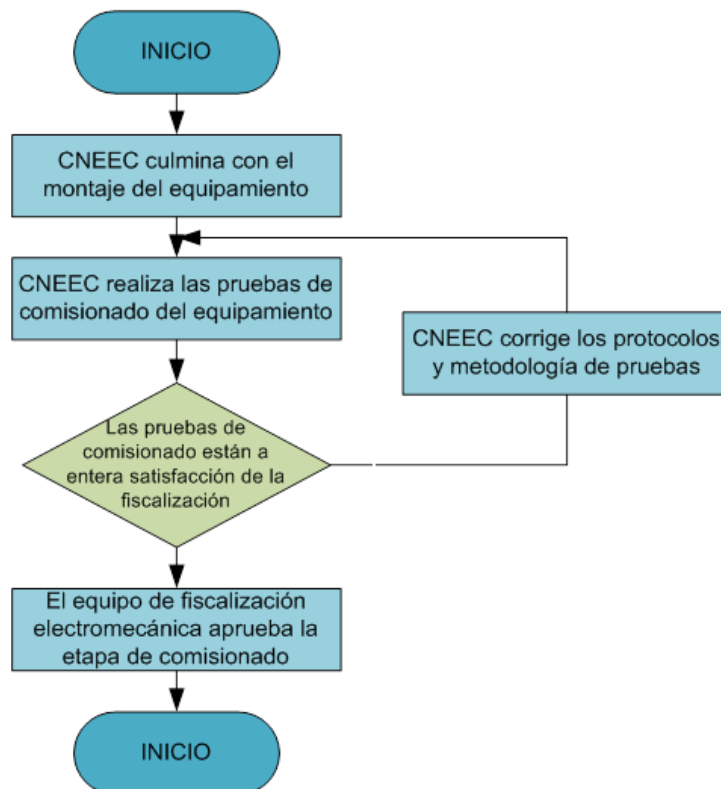 INICIO
CNEEC culmina con el
montaje del equipamiento
CNEEC realiza las pruebas de
comisionado del equipamiento
CNEEC corrige los protocolos
y metodología de pruebas
Las pruebas de
comisionado están a
entera satisfacción de la
fiscalización
El equipo de fiscalización
electromecánica aprueba la
etapa de comisionado
INICIO